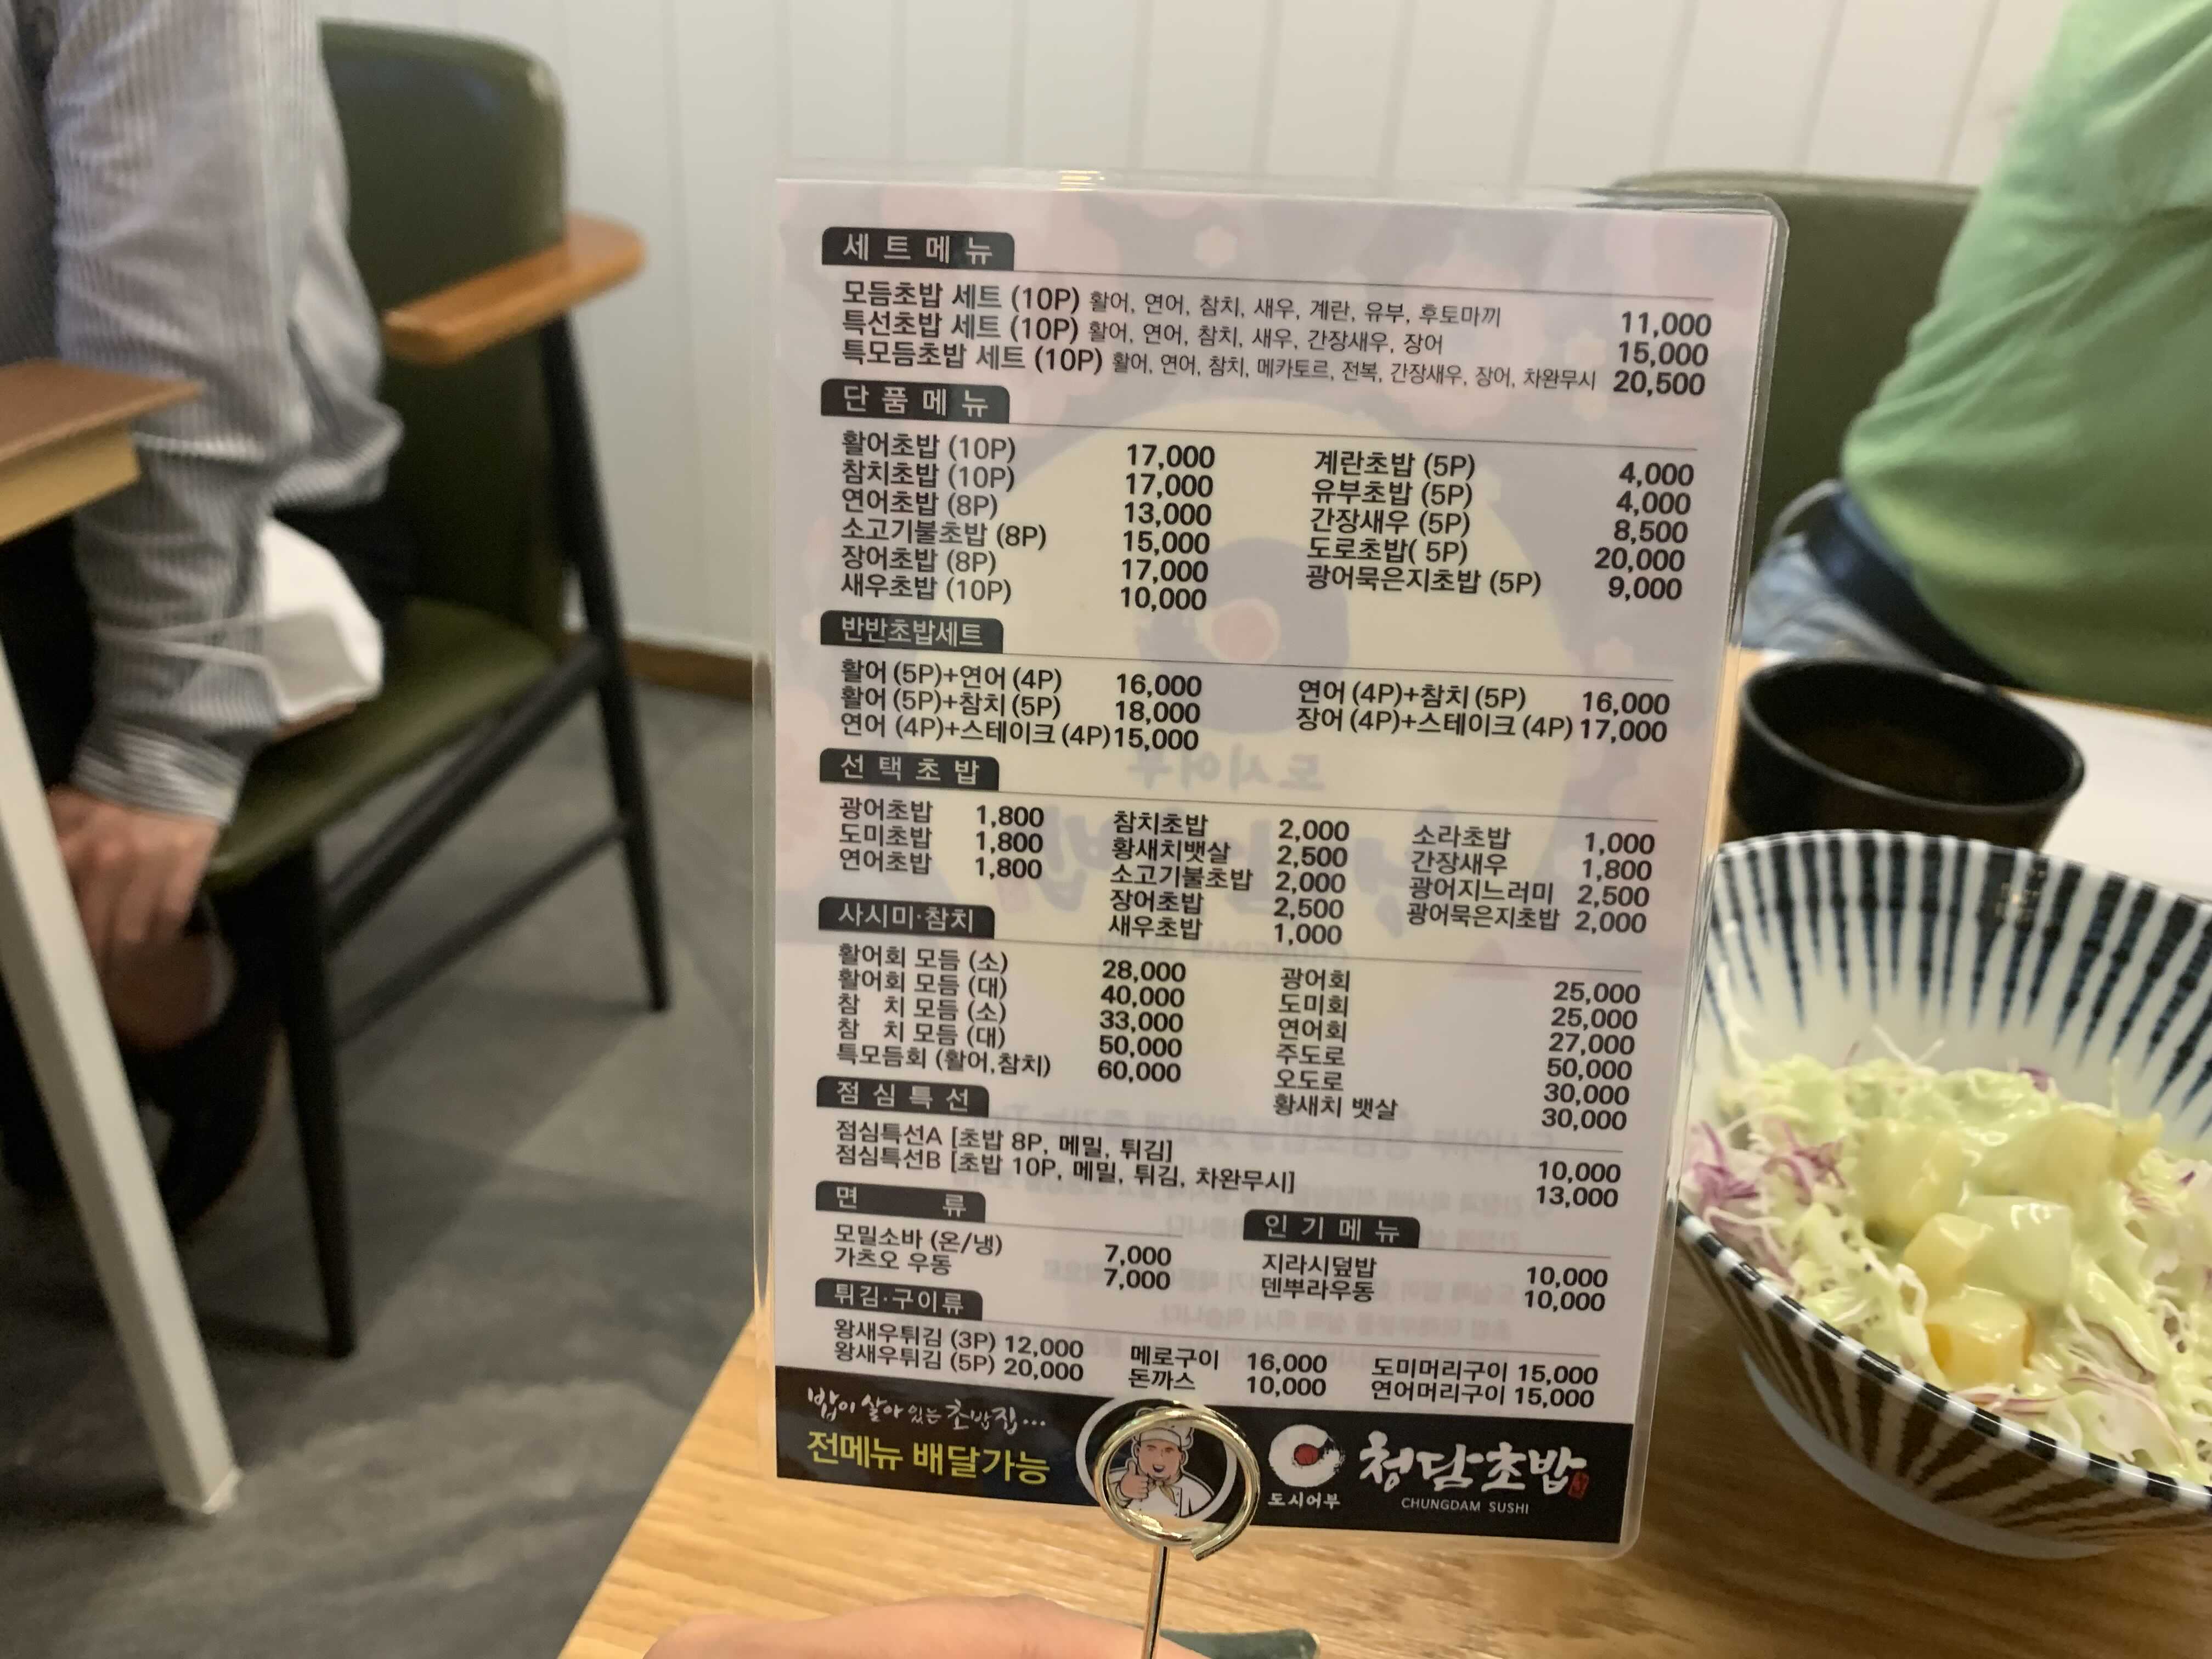 세트메뉴
모듬초밥 세트 (10P) 활어, 연어, 참치, 새우, 계란, 유부, 후토마끼 11,000
특선초밥 세트 (10P) 활어, 연어, 참치, 새우, 간장새우, 장어 15,000
특모듬초밥 세트 (10P) 활어, 연어, 참치, 메카토르, 전복, 간장새우, 장어, 차완무시 20,500
단품메뉴
활어초밥 (10P) 17,000 계란초밥 (5P) 4,000
참치초밥 (10P) 17,000 유부초밥 (5P) 4,000
연어초밥 (8P) 13,000 간장새우 (5P) 8,500
소고기불초밥 (8P) 15,000 도로초밥( 5P) 20,000
장어초밥 (8P) 17,000 광어묵은지초밥 (5P) 9,000
새우초밥 (10P) 10,000
반반초밥세트
활어 (5P)+연어 (4P) 16,000 연어 (4P)+참치 (5P) 16,000
활어 (5P)+참치 (5P) 18,000 장어 (4P)+스테이크 (4P) 17,000
연어 (4P)+스테이크 (4P) 15,000
선택초밥
광어초밥 1,800 참치초밥 2,000 소라초밥 1,000
도미초밥 1,800 황새치뱃살 2,500 간장새우 1,800
연어초밥 1,800 소고기불초밥 2,000 광어지느러미 2,500
장어초밥 2,500 광어묵은지초밥 2,000
새우초밥 1,000
사시미·참치
활어회 모듬 (소) 28,000 광어회 25,000
활어회 모듬 (대) 40,000 도미회 25,000
참 치 모듬 (소) 33,000 연어회 27,000
참 치 모듬 (대) 50,000 주도로 50,000
특모듬회 (활어,참치) 60,000 오도로 30,000
황새치 뱃살 30,000
점심특선
점심특선A [초밥 8P, 메밀, 튀김] 10,000
점심특선B [초밥 10P, 메밀, 튀김, 차완무시] 13,000
면 류
모밀소바 (온/냉) 7,000
가츠오 우동 7,000
인기메뉴
지라시덮밥 10,000
덴뿌라우동 10,000
튀김·구이류
왕새우튀김 (3P) 12,000 메로구이 16,000 도미머리구이 15,000
왕새우튀김 (5P) 20,000 돈까스 10,000 연어머리구이 15,000
밥이 살아 있는 초밥집...
전메뉴 배달가능
도시어부
청담초밥
CHUNGDAM SUSHI